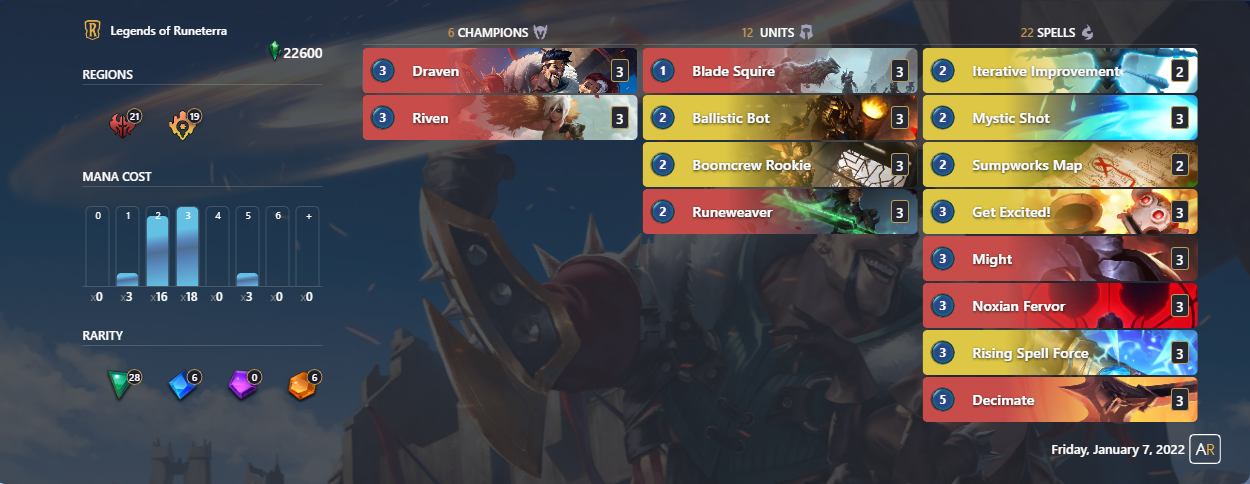 Legends of Runeterra
22600
REGIONS
21
19
MANA COST
0 1 2 3 4 5 6 +
x0 x3 x16 x18 x0 x3 x0 x0
RARITY
28 6 0 6
6 CHAMPIONS
3 Draven 3
3 Riven 3
12 UNITS
1 Blade Squire 3
2 Ballistic Bot 3
2 Boomcrew Rookie 3
2 Runeweaver 3
22 SPELLS
2 Iterative Improvement 2
2 Mystic Shot 3
2 Sumpworks Map 2
3 Get Excited! 3
3 Might 3
3 Noxian Fervor 3
3 Rising Spell Force 3
5 Decimate 3
Friday, January 7, 2022 AR